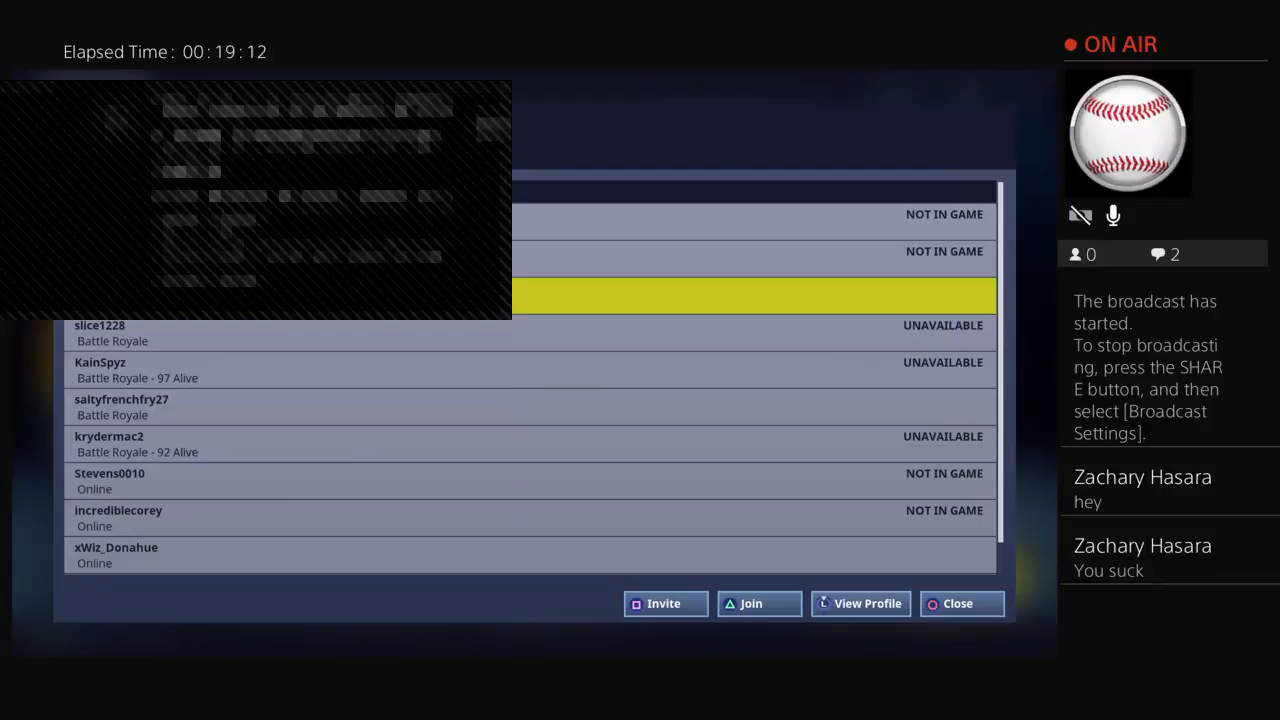 Elapsed Time: 00:19:12
ON AIR
0
2
NOT IN GAME
NOT IN GAME
slice1228
UNAVAILABLE
Battle Royale
KainSpyz
UNAVAILABLE
Battle Royale - 97 Alive
saltyfrenchfry27
Battle Royale
krydermac2
UNAVAILABLE
Battle Royale - 92 Alive
Stevens0010
NOT IN GAME
Online
incrediblecorey
NOT IN GAME
Online
xWiz_Donahue
Online
Invite
Join
L
View Profile
Close
The broadcast has
started.
To stop broadcasti
ng, press the SHAR
E button, and then
select [Broadcast
Settings].
Zachary Hasara
hey
Zachary Hasara
You suck